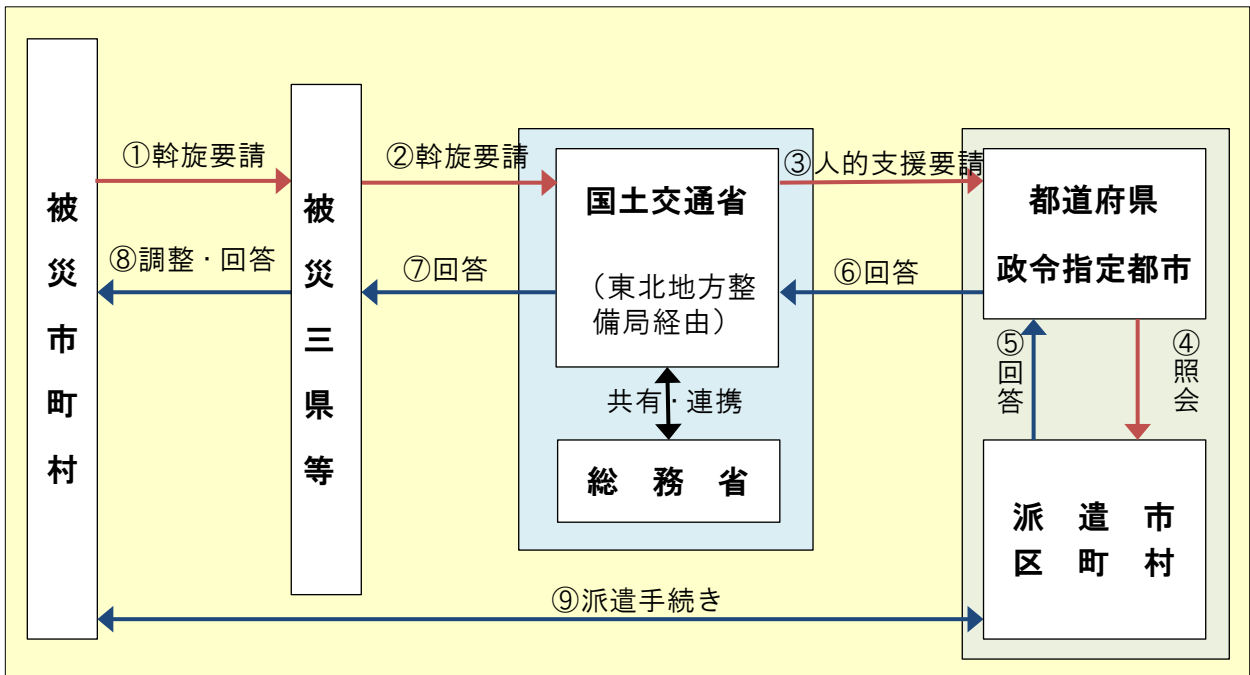 被災市町村
①斡旋要請
⑧調整・回答
被災三県等
②斡旋要請
⑦回答
国土交通省
（東北地方整
備局経由）
共有・連携
総務省
③人的支援要請
⑥回答
都道府県
政令指定都市
⑤回答
④照会
派遣市
区町村
⑨派遣手続き